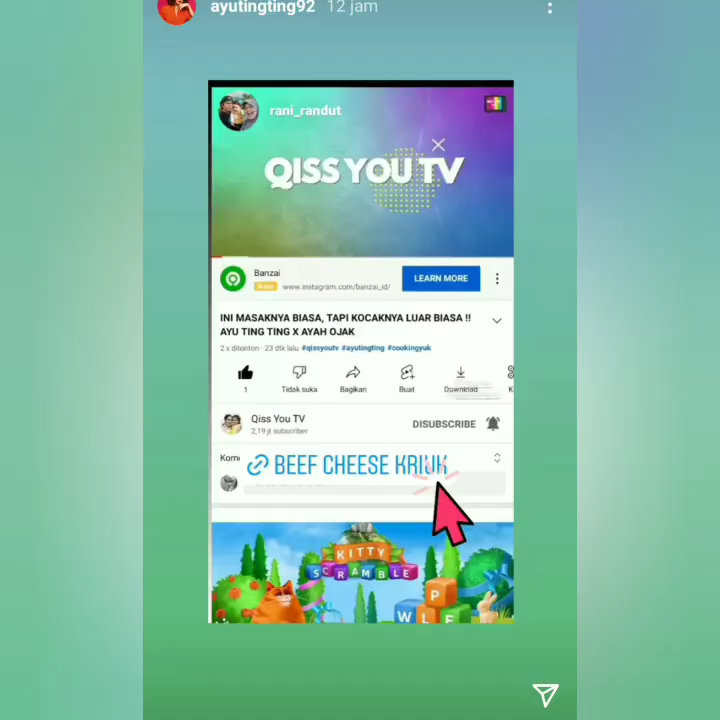 ayutingting92 12 jam
rani_randut
QISS YOU TV
Banzai
www.instagram.com/banzai_id/
LEARN MORE
INI MASAKNYA BIASA, TAPI KOCAKNYA LUAR BIASA !!
AYU TING TING X AYAH OJAK
2 x ditonton · 23 dtk lalu #qissyoutv #ayutingting #cookingyuk
1 Tidak suka Bagikan Buat Download K
Qiss You TV
2,19 jt subscriber
DISUBSCRIBE
Kome
BEEF CHEESE KRIUK
KITTY
SCRAMBLE
P
W L E